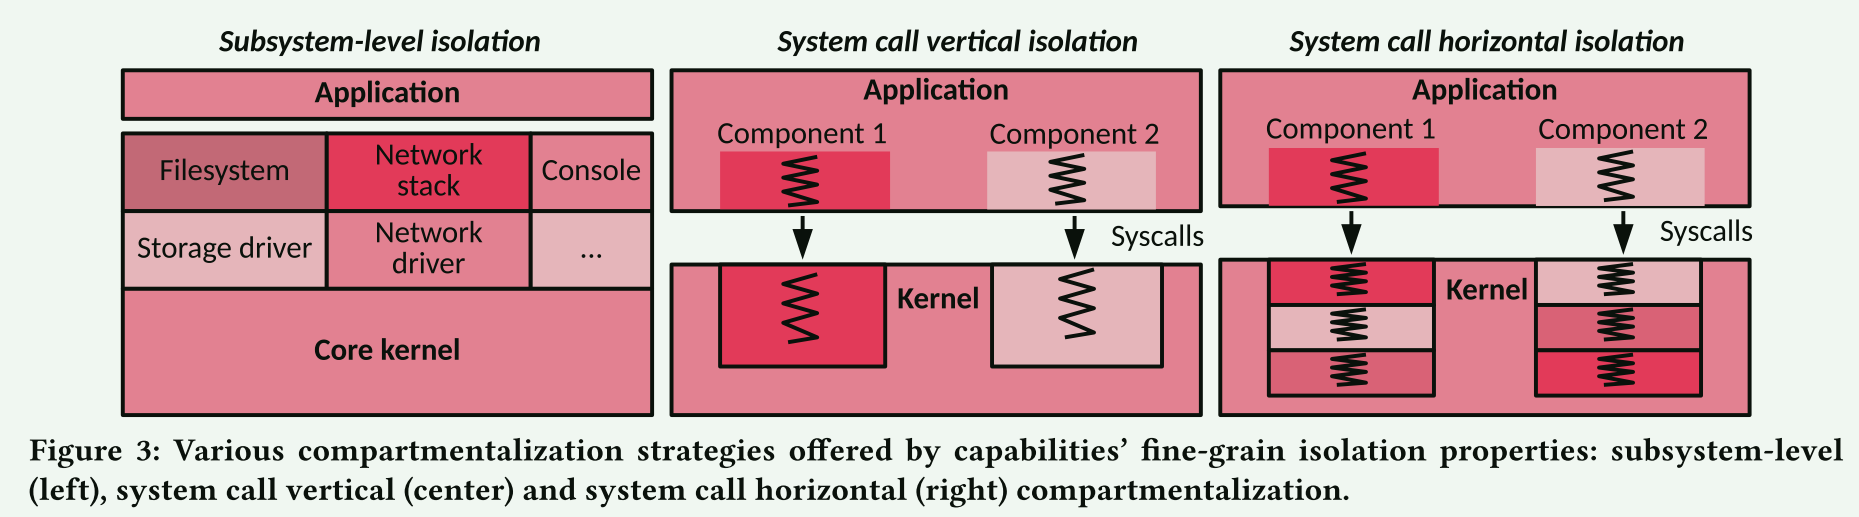 Subsystem-level isolation
Application
Filesystem
Network
stack
Console
Storage driver
Network
driver
...
Core kernel
System call vertical isolation
Application
Component 1
Component 2
Syscalls
Kernel
System call horizontal isolation
Application
Component 1
Component 2
Syscalls
Kernel
Figure 3: Various compartmentalization strategies offered by capabilities’ fine-grain isolation properties: subsystem-level
(left), system call vertical (center) and system call horizontal (right) compartmentalization.